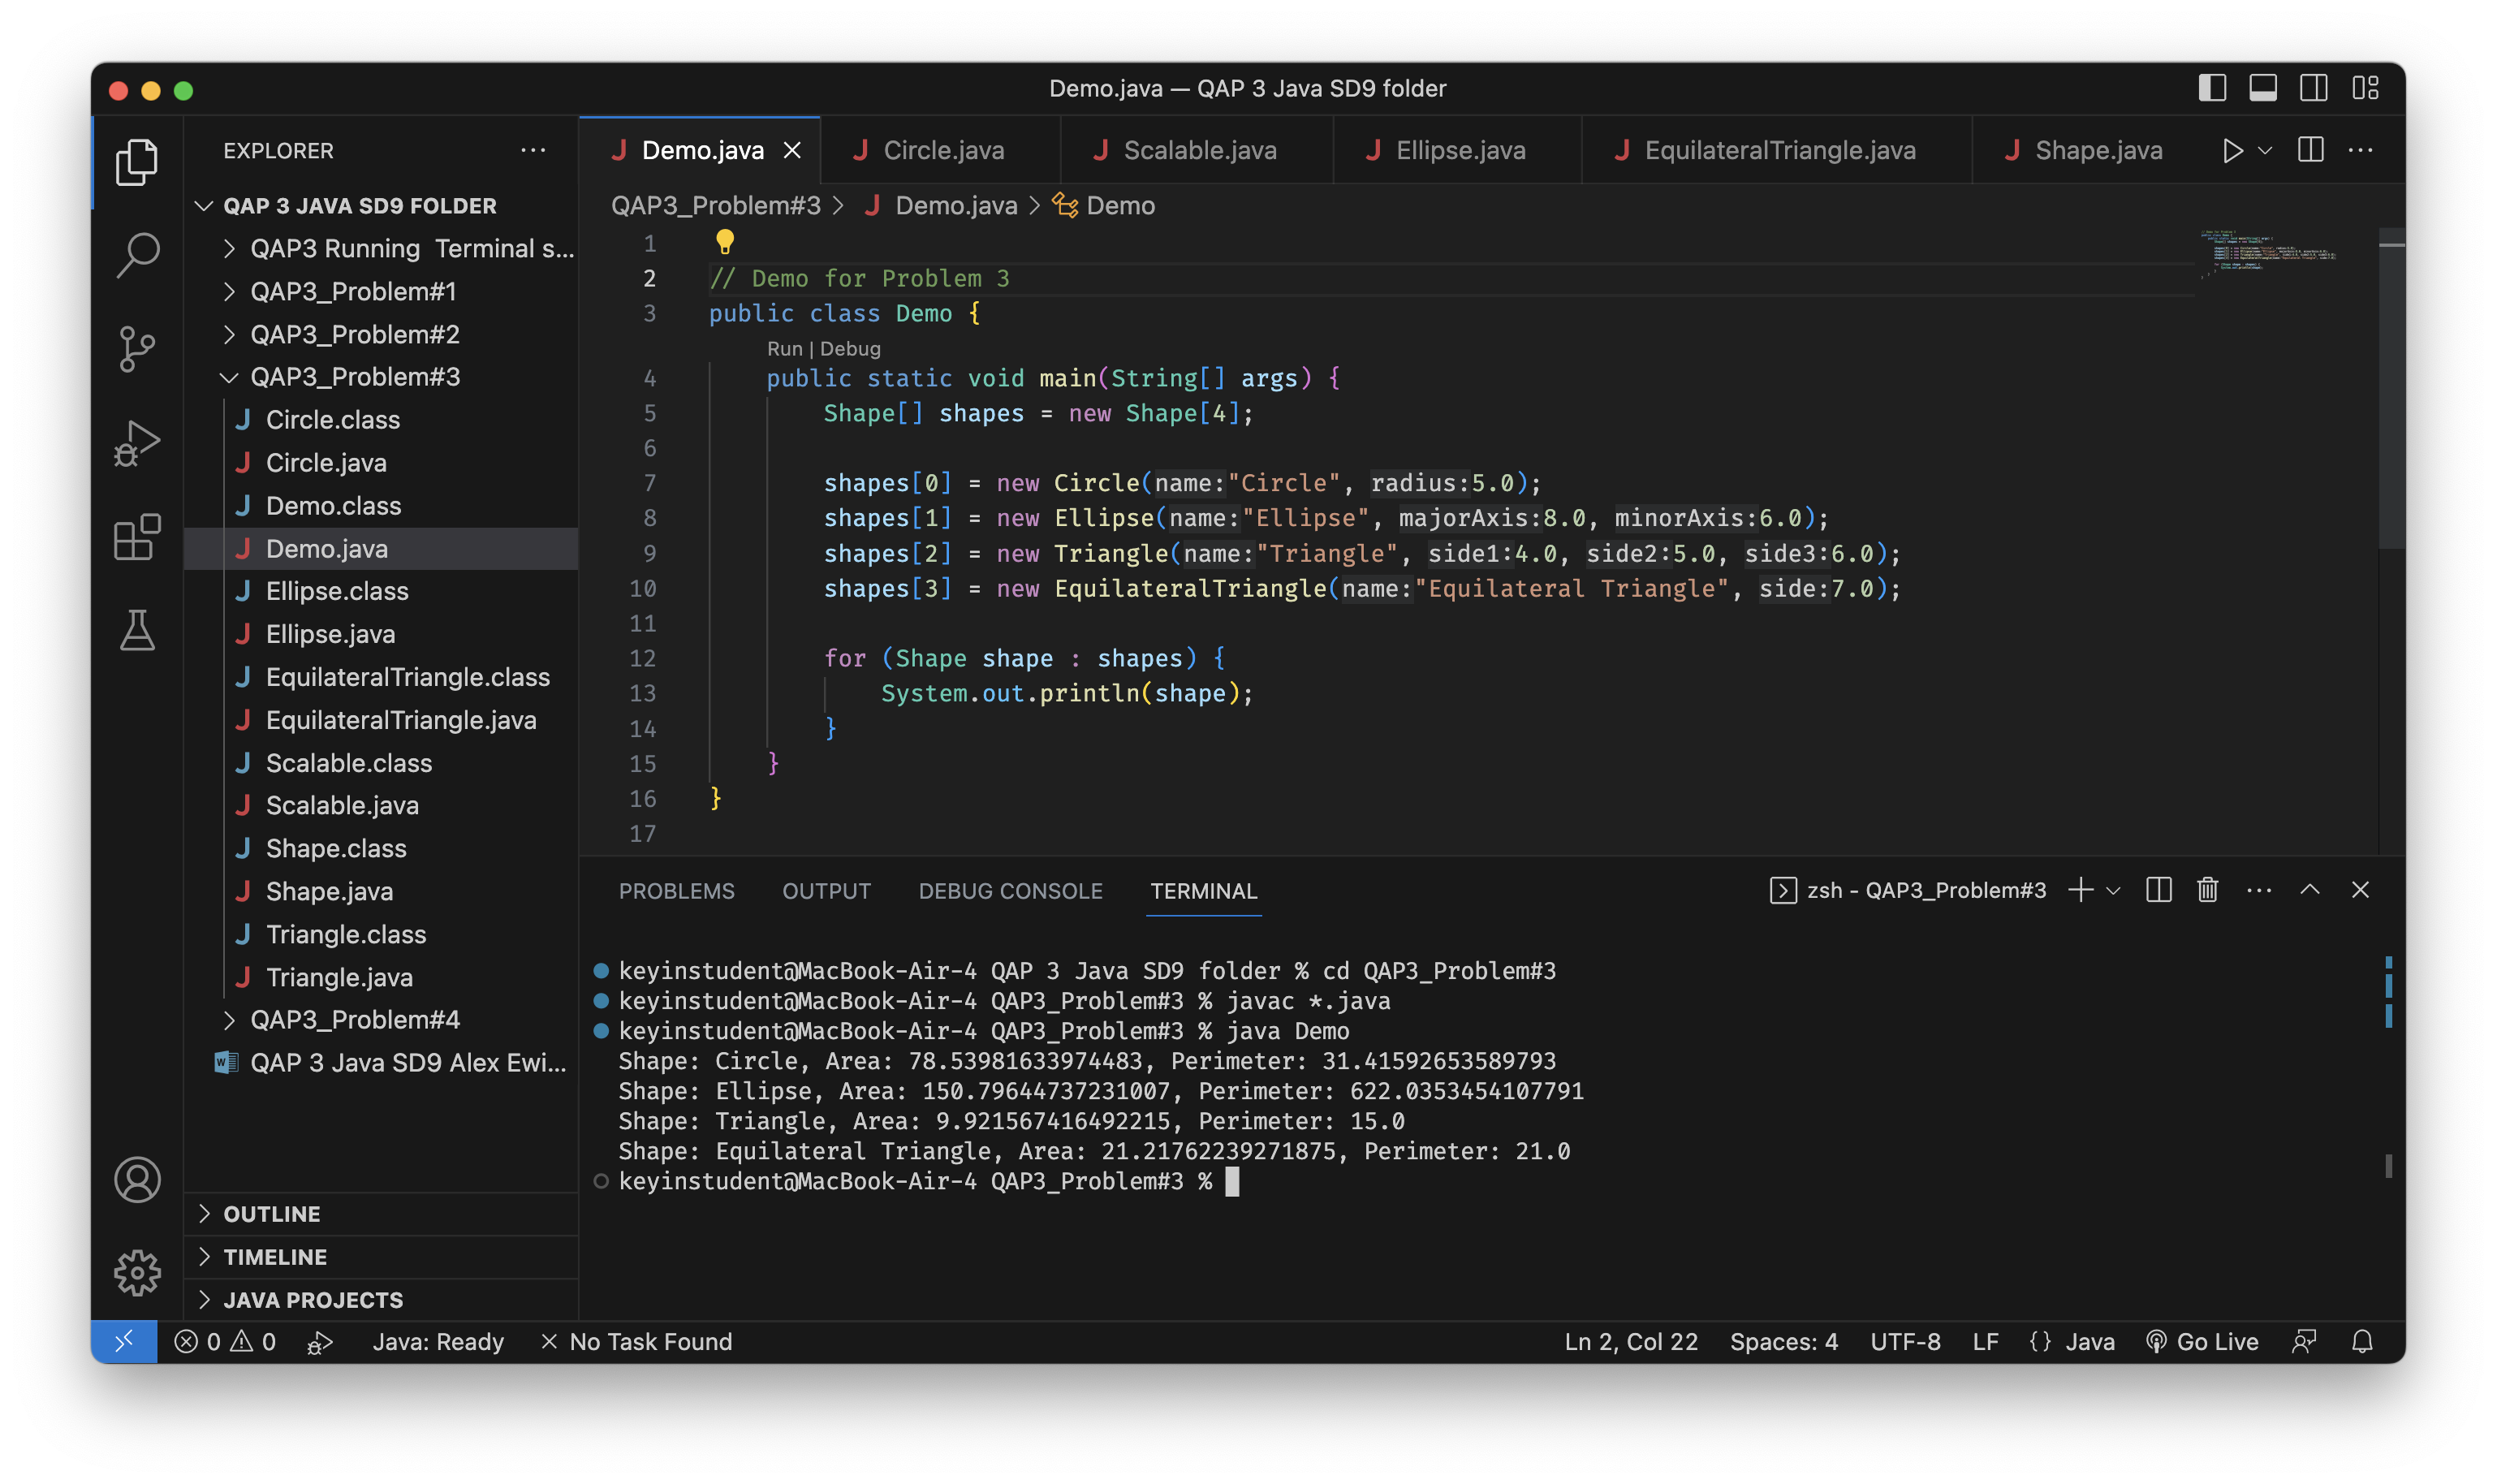 Demo.java — QAP 3 Java SD9 folder
EXPLORER
QAP 3 JAVA SD9 FOLDER
QAP3 Running Terminal s...
QAP3_Problem#1
QAP3_Problem#2
QAP3_Problem#3
Circle.class
Circle.java
Demo.class
Demo.java
Ellipse.class
Ellipse.java
EquilateralTriangle.class
EquilateralTriangle.java
Scalable.class
Scalable.java
Shape.class
Shape.java
Triangle.class
Triangle.java
QAP3_Problem#4
QAP 3 Java SD9 Alex Ewi...
OUTLINE
TIMELINE
JAVA PROJECTS
Demo.java Circle.java Scalable.java Ellipse.java EquilateralTriangle.java Shape.java
QAP3_Problem#3 > Demo.java > Demo
1
2 // Demo for Problem 3
3 public class Demo {
Run | Debug
4 public static void main(String[] args) {
5 Shape[] shapes = new Shape[4];
6
7 shapes[0] = new Circle(name:"Circle", radius:5.0);
8 shapes[1] = new Ellipse(name:"Ellipse", majorAxis:8.0, minorAxis:6.0);
9 shapes[2] = new Triangle(name:"Triangle", side1:4.0, side2:5.0, side3:6.0);
10 shapes[3] = new EquilateralTriangle(name:"Equilateral Triangle", side:7.0);
11
12 for (Shape shape : shapes) {
13 System.out.println(shape);
14 }
15 }
16 }
17
PROBLEMS OUTPUT DEBUG CONSOLE TERMINAL zsh - QAP3_Problem#3
keyinstudent@MacBook-Air-4 QAP 3 Java SD9 folder % cd QAP3_Problem#3
keyinstudent@MacBook-Air-4 QAP3_Problem#3 % javac *.java
keyinstudent@MacBook-Air-4 QAP3_Problem#3 % java Demo
Shape: Circle, Area: 78.53981633974483, Perimeter: 31.41592653589793
Shape: Ellipse, Area: 150.79644737231007, Perimeter: 622.0353454107791
Shape: Triangle, Area: 9.921567416492215, Perimeter: 15.0
Shape: Equilateral Triangle, Area: 21.21762239271875, Perimeter: 21.0
keyinstudent@MacBook-Air-4 QAP3_Problem#3 %
0 0 Java: Ready No Task Found Ln 2, Col 22 Spaces: 4 UTF-8 LF {} Java Go Live